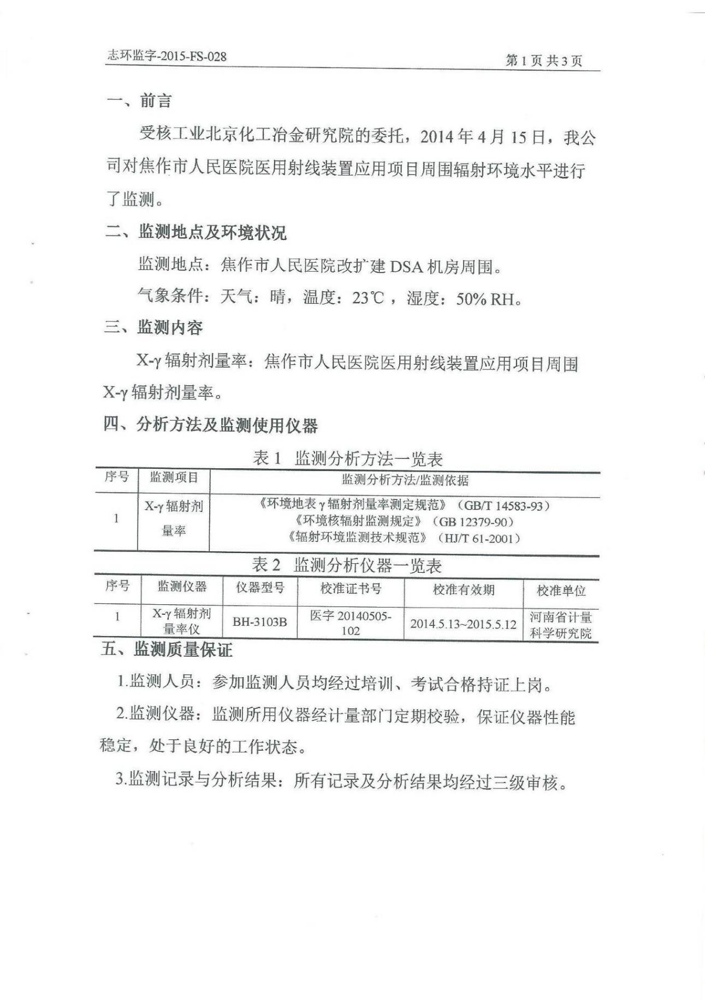 志环监字-2015-FS-028
第1页 共3页
一、前言
受核工业北京化工冶金研究院的委托，2014年4月15日，我公
司对焦作市人民医院医用射线装置应用项目周围辐射环境水平进行
了监测。
二、监测地点及环境状况
监测地点：焦作市人民医院改扩建 DSA 机房周围。
气象条件：天气：晴，温度：23℃，湿度：50% RH。
三、监测内容
X-γ辐射剂量率：焦作市人民医院医用射线装置应用项目周围
X-γ辐射剂量率。
四、分析方法及监测使用仪器
表1 监测分析方法一览表
序号 监测项目 监测分析方法/监测依据
1 X-γ辐射剂量率 《环境地表γ辐射剂量率测定规范》（GB/T 14583-93）
《环境核辐射监测规定》（GB 12379-90）
《辐射环境监测技术规范》（HJ/T 61-2001）
表2 监测分析仪器一览表
序号 监测仪器 仪器型号 校准证书号 校准有效期 校准单位
1 X-γ辐射剂量率仪 BH-3103B 医字20140505-102 2014.5.13~2015.5.12 河南省计量科学研究院
五、监测质量保证
1.监测人员：参加监测人员均经过培训、考试合格持证上岗。
2.监测仪器：监测所用仪器经计量部门定期校验，保证仪器性能
稳定，处于良好的工作状态。
3.监测记录与分析结果：所有记录及分析结果均经过三级审核。